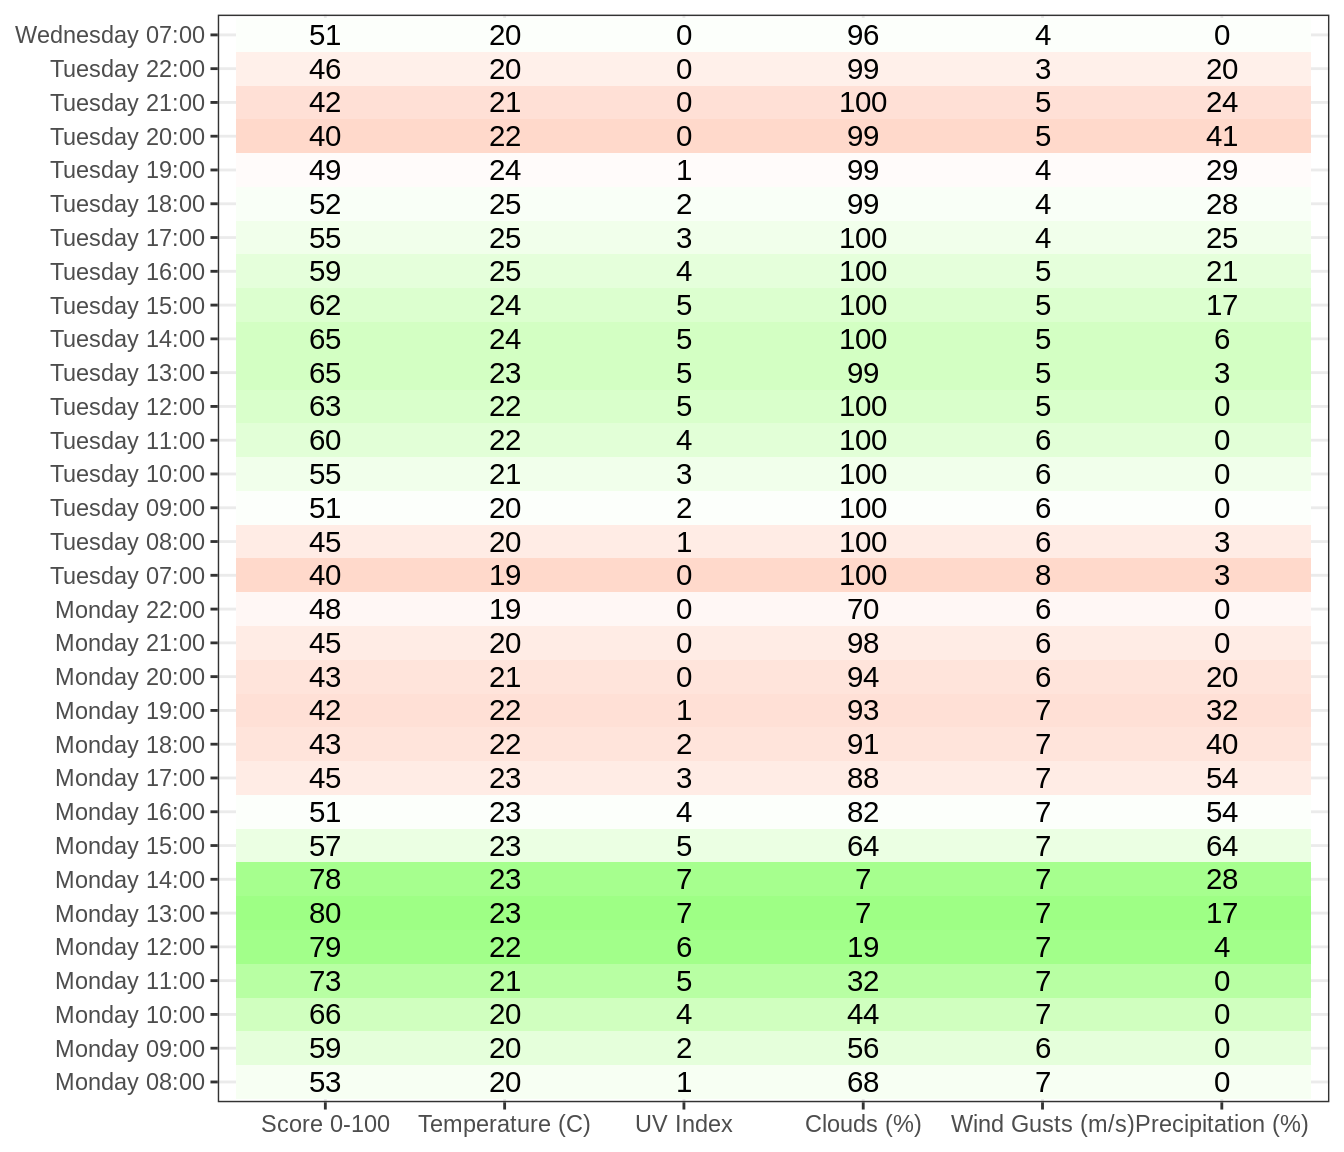 Wednesday 07:00 51 20 0 96 4 0
Tuesday 22:00 46 20 0 99 3 20
Tuesday 21:00 42 21 0 100 5 24
Tuesday 20:00 40 22 0 99 5 41
Tuesday 19:00 49 24 1 99 4 29
Tuesday 18:00 52 25 2 99 4 28
Tuesday 17:00 55 25 3 100 4 25
Tuesday 16:00 59 25 4 100 5 21
Tuesday 15:00 62 24 5 100 5 17
Tuesday 14:00 65 24 5 100 5 6
Tuesday 13:00 65 23 5 99 5 3
Tuesday 12:00 63 22 5 100 5 0
Tuesday 11:00 60 22 4 100 6 0
Tuesday 10:00 55 21 3 100 6 0
Tuesday 09:00 51 20 2 100 6 0
Tuesday 08:00 45 20 1 100 6 3
Tuesday 07:00 40 19 0 100 8 3
Monday 22:00 48 19 0 70 6 0
Monday 21:00 45 20 0 98 6 0
Monday 20:00 43 21 0 94 6 20
Monday 19:00 42 22 1 93 7 32
Monday 18:00 43 22 2 91 7 40
Monday 17:00 45 23 3 88 7 54
Monday 16:00 51 23 4 82 7 54
Monday 15:00 57 23 5 64 7 64
Monday 14:00 78 23 7 7 7 28
Monday 13:00 80 23 7 7 7 17
Monday 12:00 79 22 6 19 7 4
Monday 11:00 73 21 5 32 7 0
Monday 10:00 66 20 4 44 7 0
Monday 09:00 59 20 2 56 6 0
Monday 08:00 53 20 1 68 7 0
Score 0-100 Temperature (C) UV Index Clouds (%) Wind Gusts (m/s) Precipitation (%)